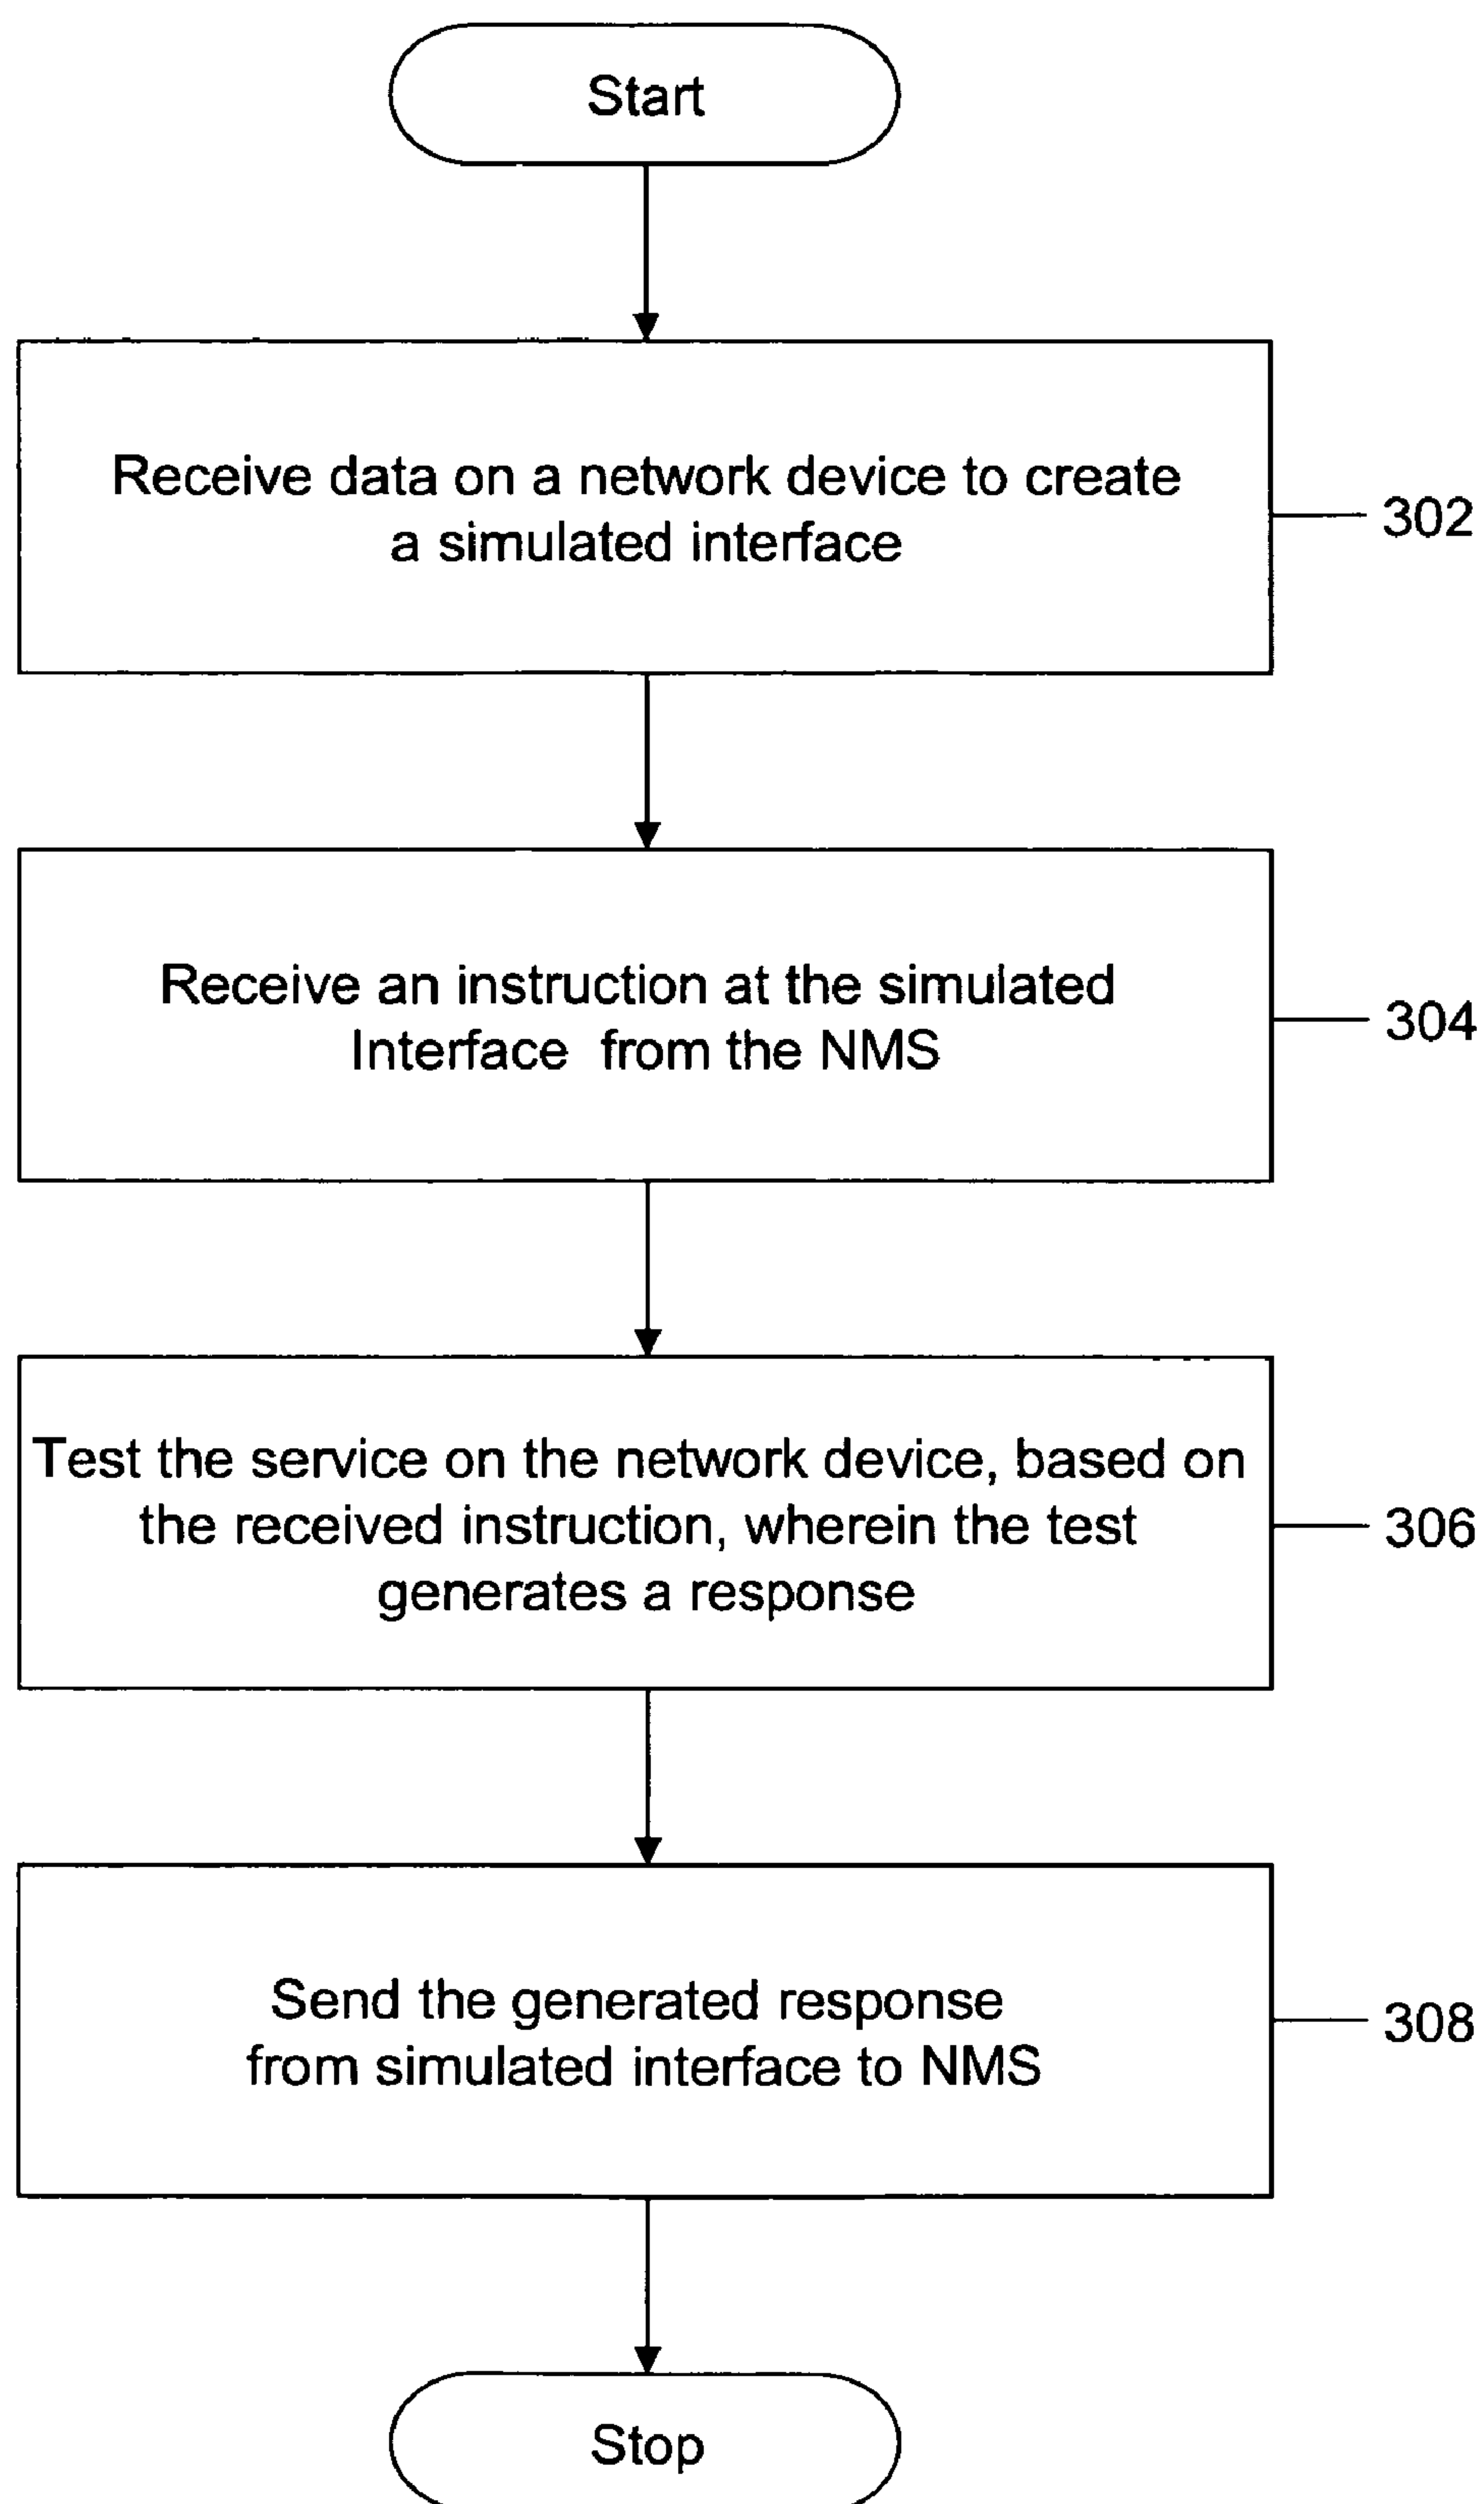 Start
Receive data on a network device to create
a simulated interface
302
Receive an instruction at the simulated
Interface from the NMS
304
Test the service on the network device, based on
the received instruction, wherein the test
generates a response
306
Send the generated response
from simulated interface to NMS
308
Stop